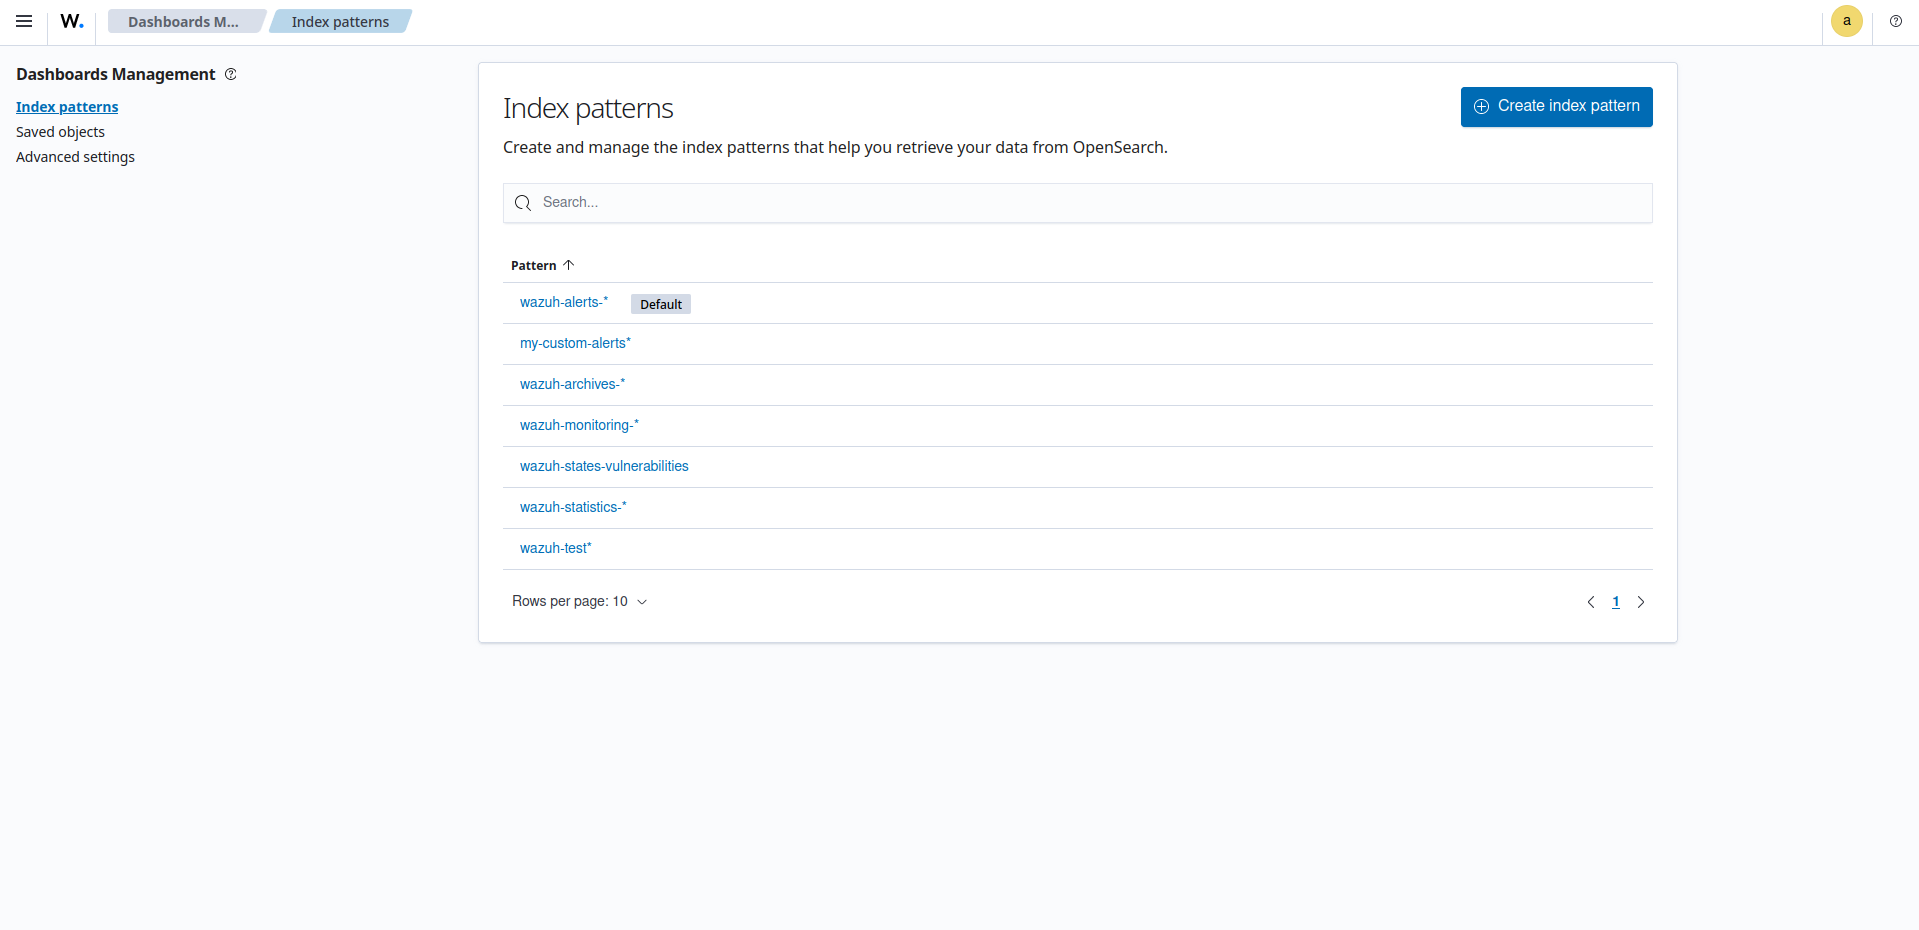 W.
Dashboards M...
Index patterns
a
Dashboards Management
Index patterns
Saved objects
Advanced settings
Index patterns
Create index pattern
Create and manage the index patterns that help you retrieve your data from OpenSearch.
Search...
Pattern
wazuh-alerts-* Default
my-custom-alerts*
wazuh-archives-*
wazuh-monitoring-*
wazuh-states-vulnerabilities
wazuh-statistics-*
wazuh-test*
Rows per page: 10
1